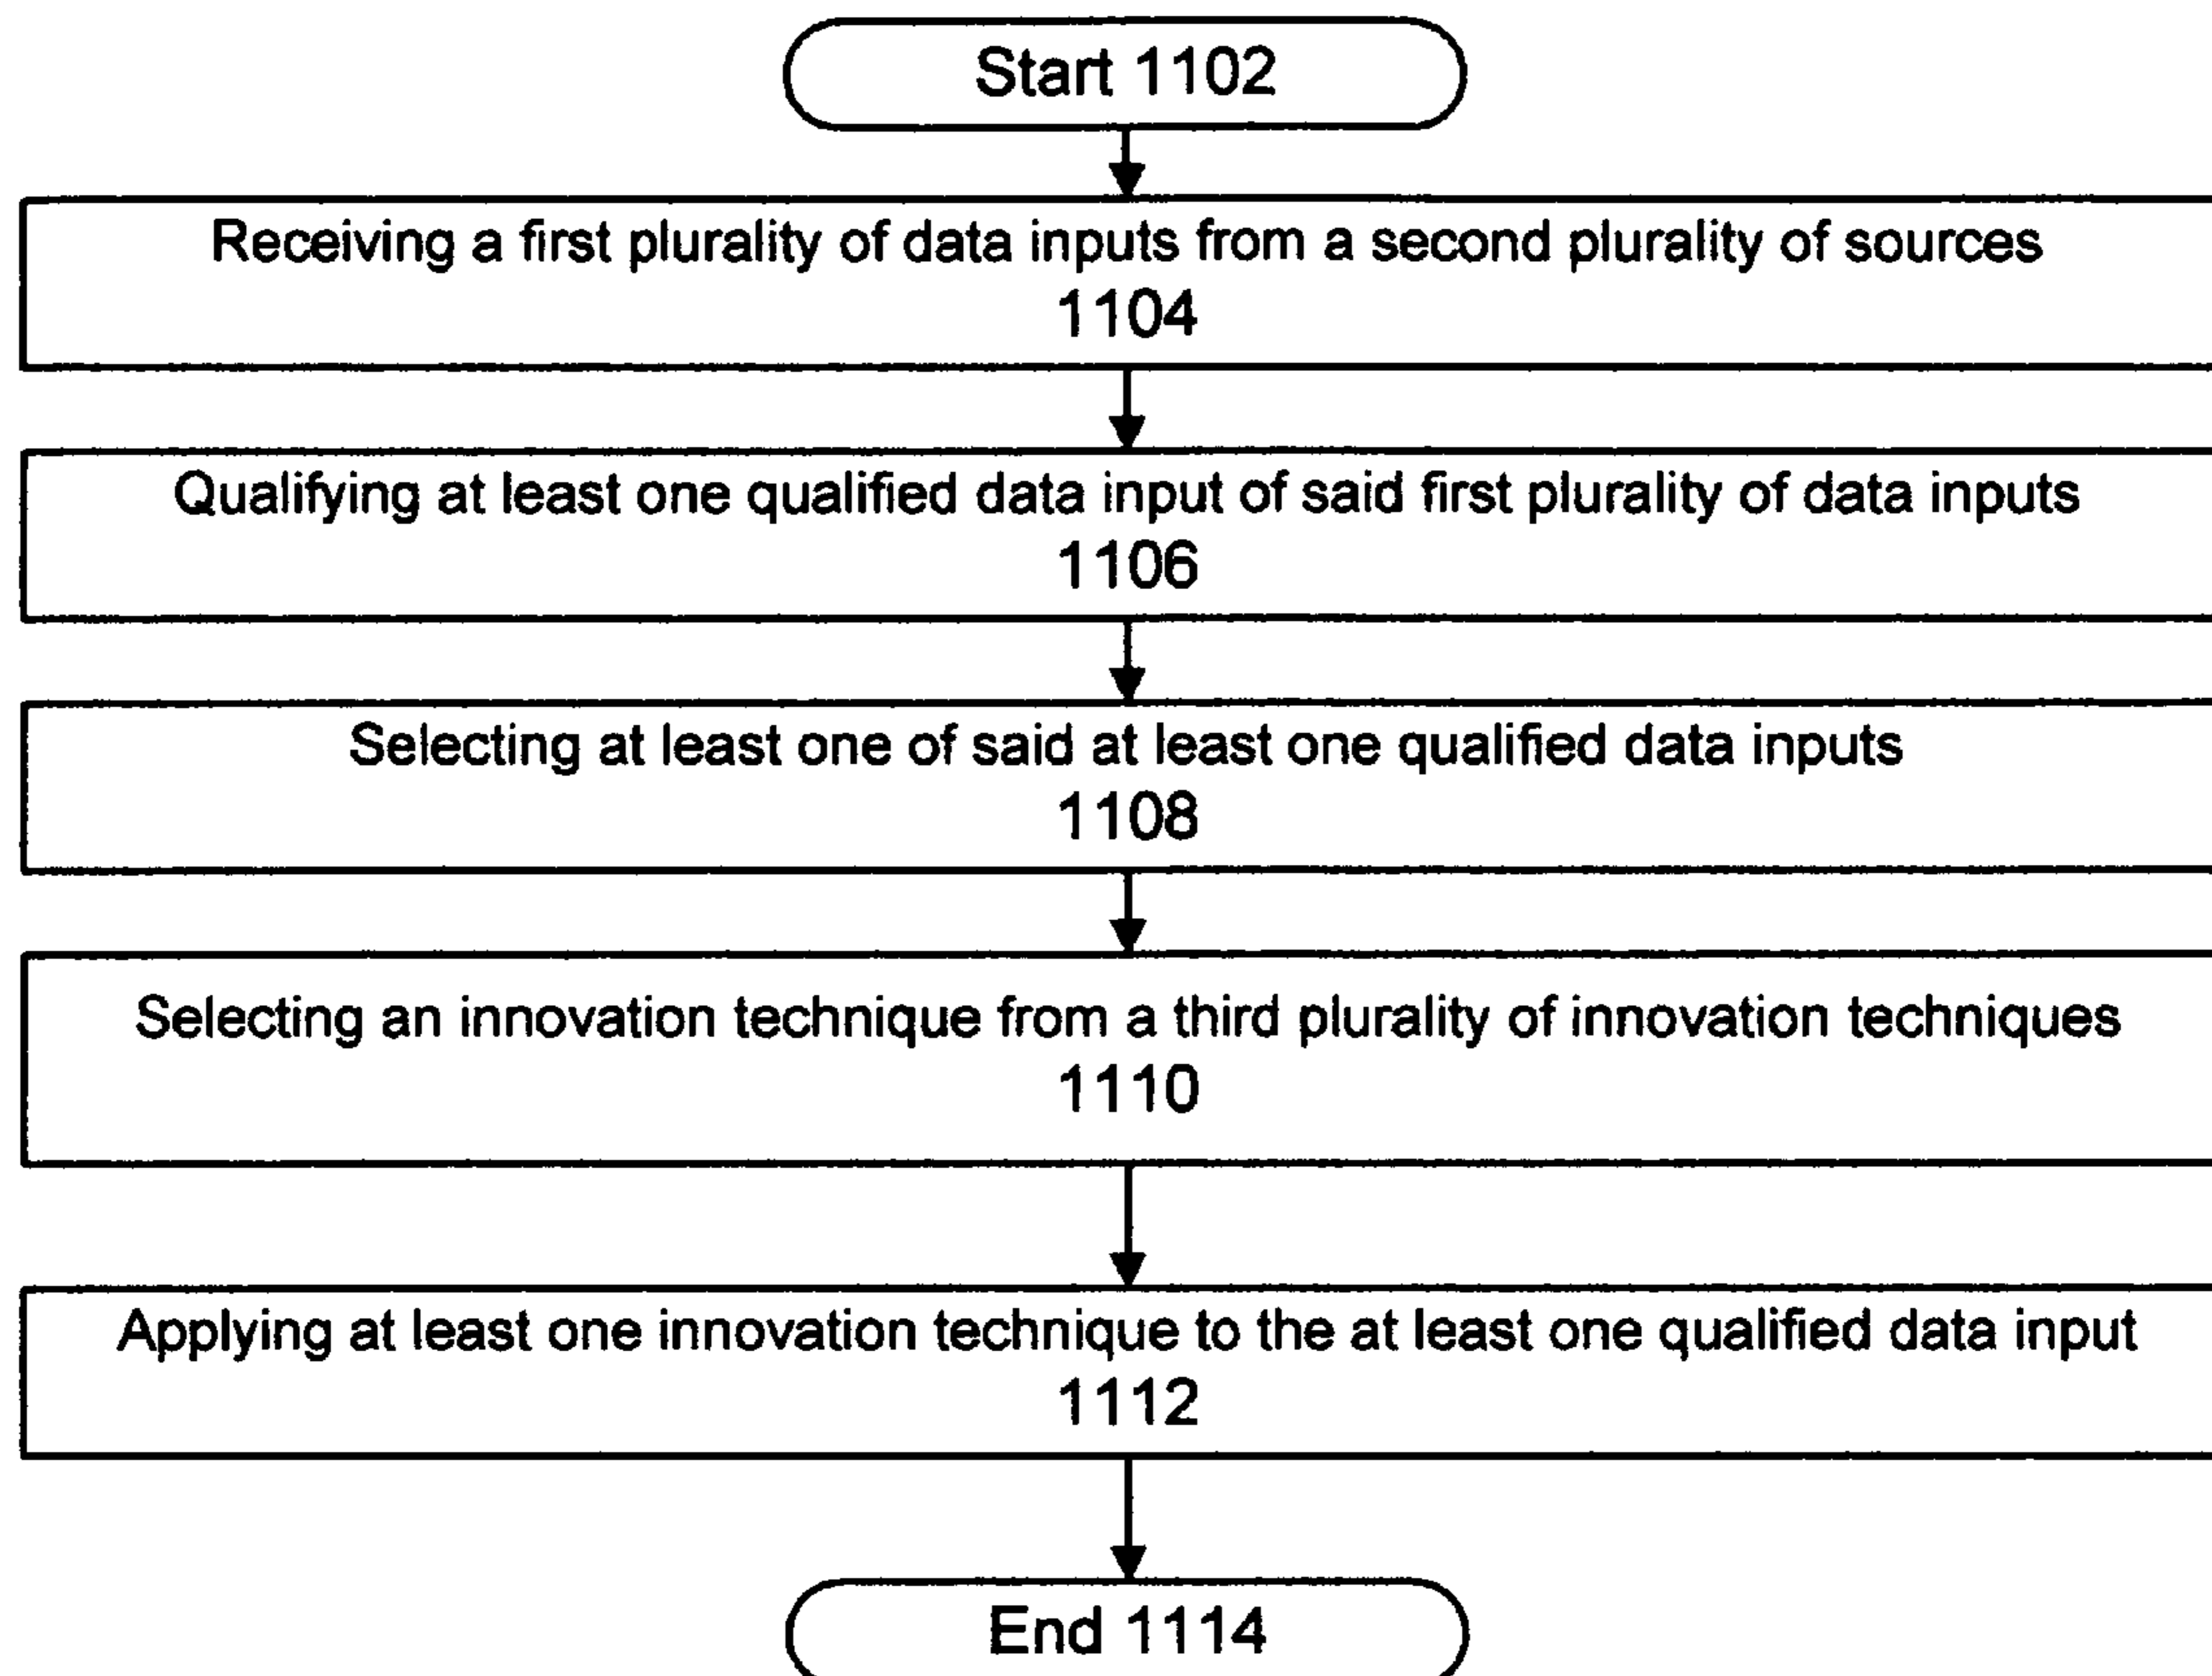 Start 1102
Receiving a first plurality of data inputs from a second plurality of sources
1104
Qualifying at least one qualified data input of said first plurality of data inputs
1106
Selecting at least one of said at least one qualified data inputs
1108
Selecting an innovation technique from a third plurality of innovation techniques
1110
Applying at least one innovation technique to the at least one qualified data input
1112
End 1114